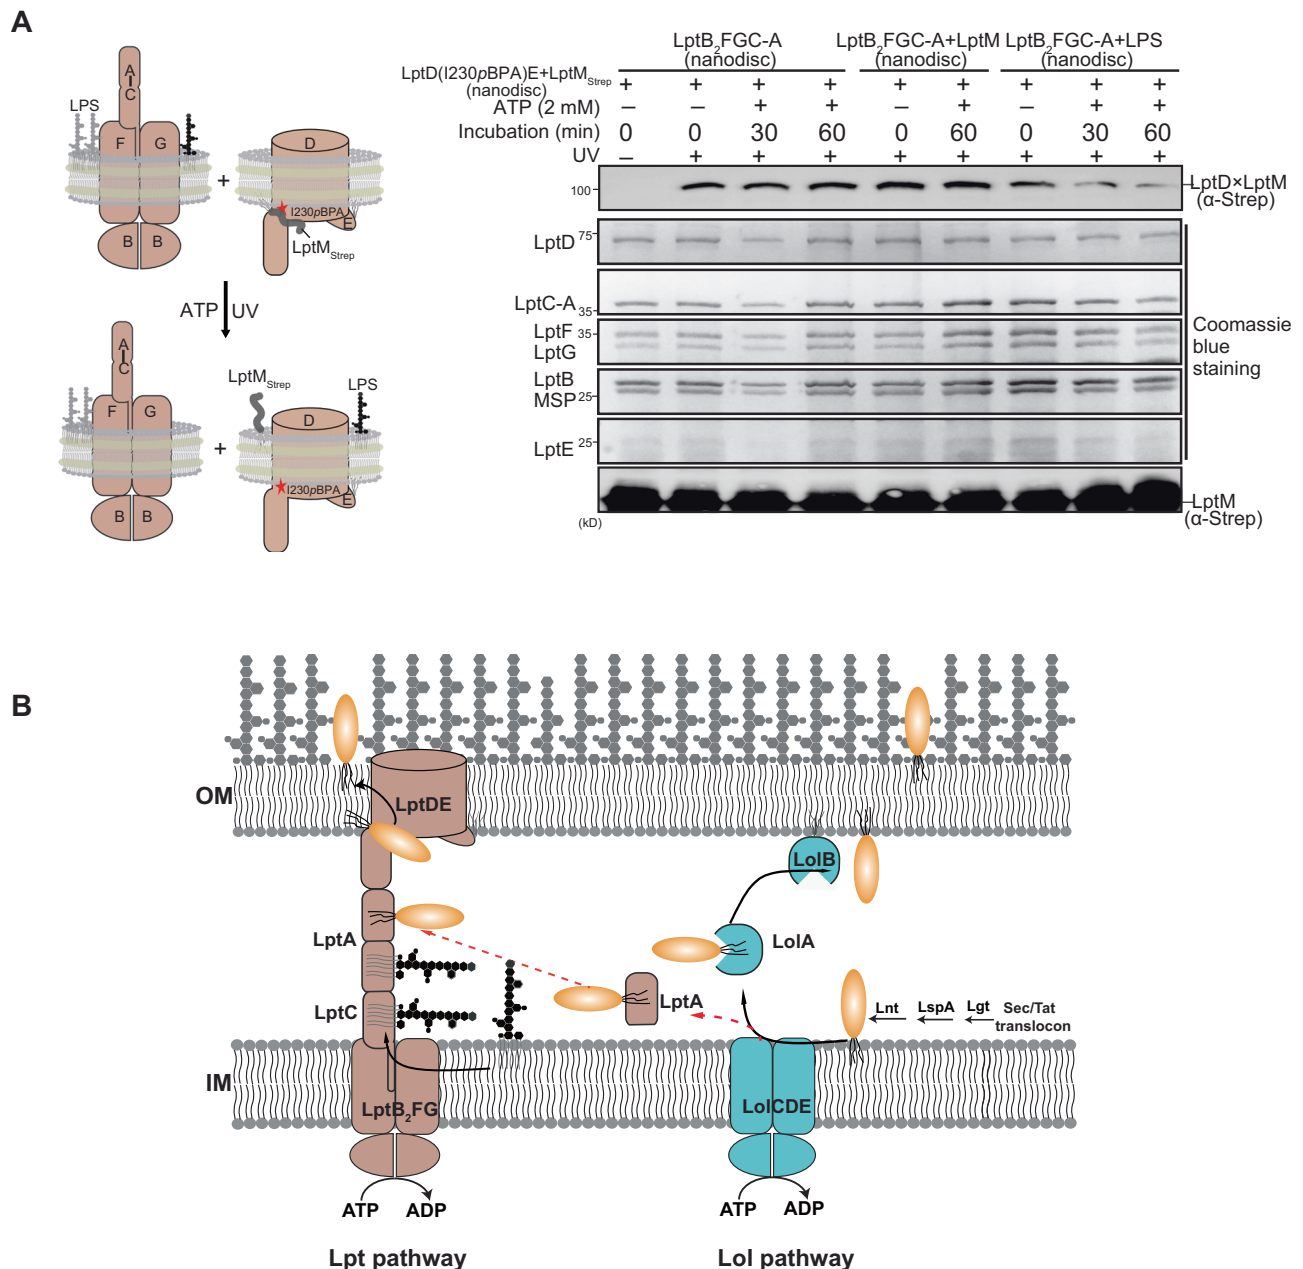 A
LptB2FGC-A
(nanodisc)
LptB2FGC-A+LptM
(nanodisc)
LptB2FGC-A+LPS
(nanodisc)
LptD(I230pBPA)E+LptMStrep
(nanodisc)
+ + + + + + + + +
ATP (2 mM) – – + + – + – + +
Incubation (min) 0 0 30 60 0 60 0 30 60
UV – + + + + + + + +
100
LptD×LptM
(α-Strep)
LptD 75
LptC-A
35
LptF 35
LptG
LptB
MSP 25
LptE 25
Coomassie
blue
staining
LptM
(α-Strep)
(kD)
A
C
LPS
F G
B B
+
D
I230pBPA
E
LptMStrep
ATP UV
A
C
F G
B B
+
LptMStrep
LPS
D
I230pBPA
E
B
OM
LptDE
LolB
LptA
LolA
LptC
LptA
Lnt LspA Lgt Sec/Tat
translocon
IM
LptB2FG
LolCDE
ATP ADP
ATP ADP
Lpt pathway
Lol pathway